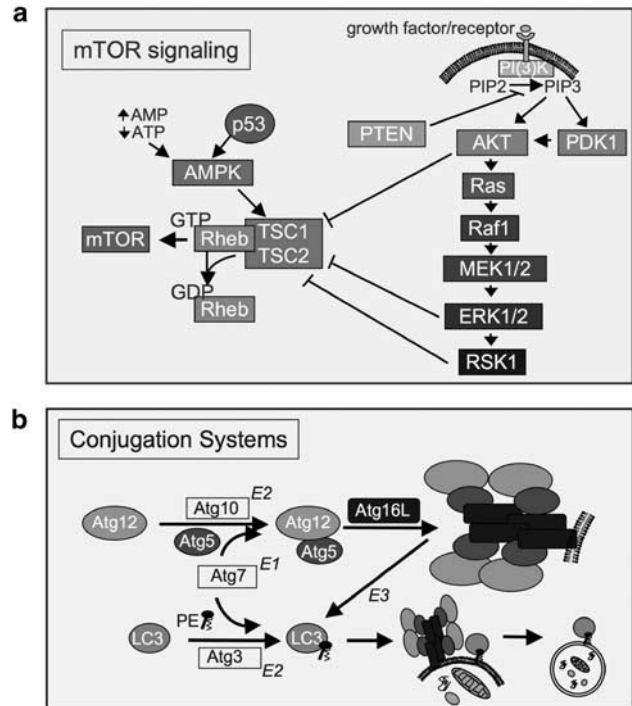 a
mTOR signaling
growth factor/receptor
PI(3)K
PIP2
PIP3
AMP
ATP
p53
PTEN
AKT
PDK1
AMPK
Ras
GTP
TSC1
mTOR
Rheb
Raf1
TSC2
MEK1/2
GDP
Rheb
ERK1/2
RSK1
b
Conjugation Systems
E2
Atg10
Atg16L
Atg12
Atg12
Atg5
Atg5
Atg7
E1
E3
PE
LC3
LC3
Atg3
E2